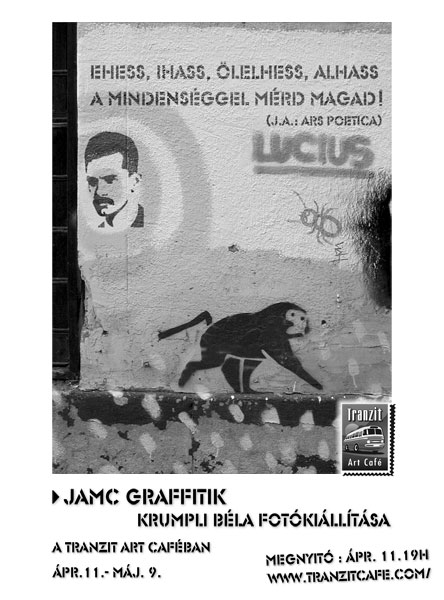 EHESS, IHASS, ÖLELHESS, ALHASS
A MINDENSÉGGEL MÉRD MAGAD!
(J.A.: ARS POETICA)
LUCIUS
Tranzit
Art Café
JAMC GRAFFITIK
KRUMPLI BÉLA FOTÓKIÁLLÍTÁSA
A TRANZIT ART CAFÉBAN
ÁPR.11.- MÁJ. 9.
MEGNYITÓ : ÁPR. 11.19H
WWW.TRANZITCAFE.COM/